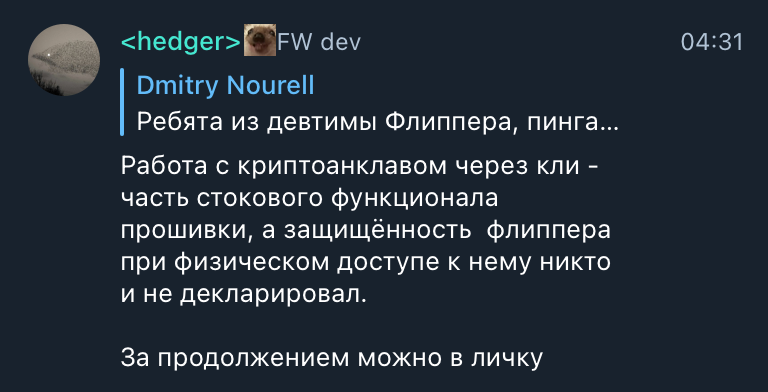 <hedger> FW dev 04:31
Dmitry Nourell
Ребята из девтимы Флиппера, пинга...
Работа с криптоанклавом через кли -
часть стокового функционала
прошивки, а защищённость  флиппера
при физическом доступе к нему никто
и не декларировал.
За продолжением можно в личку